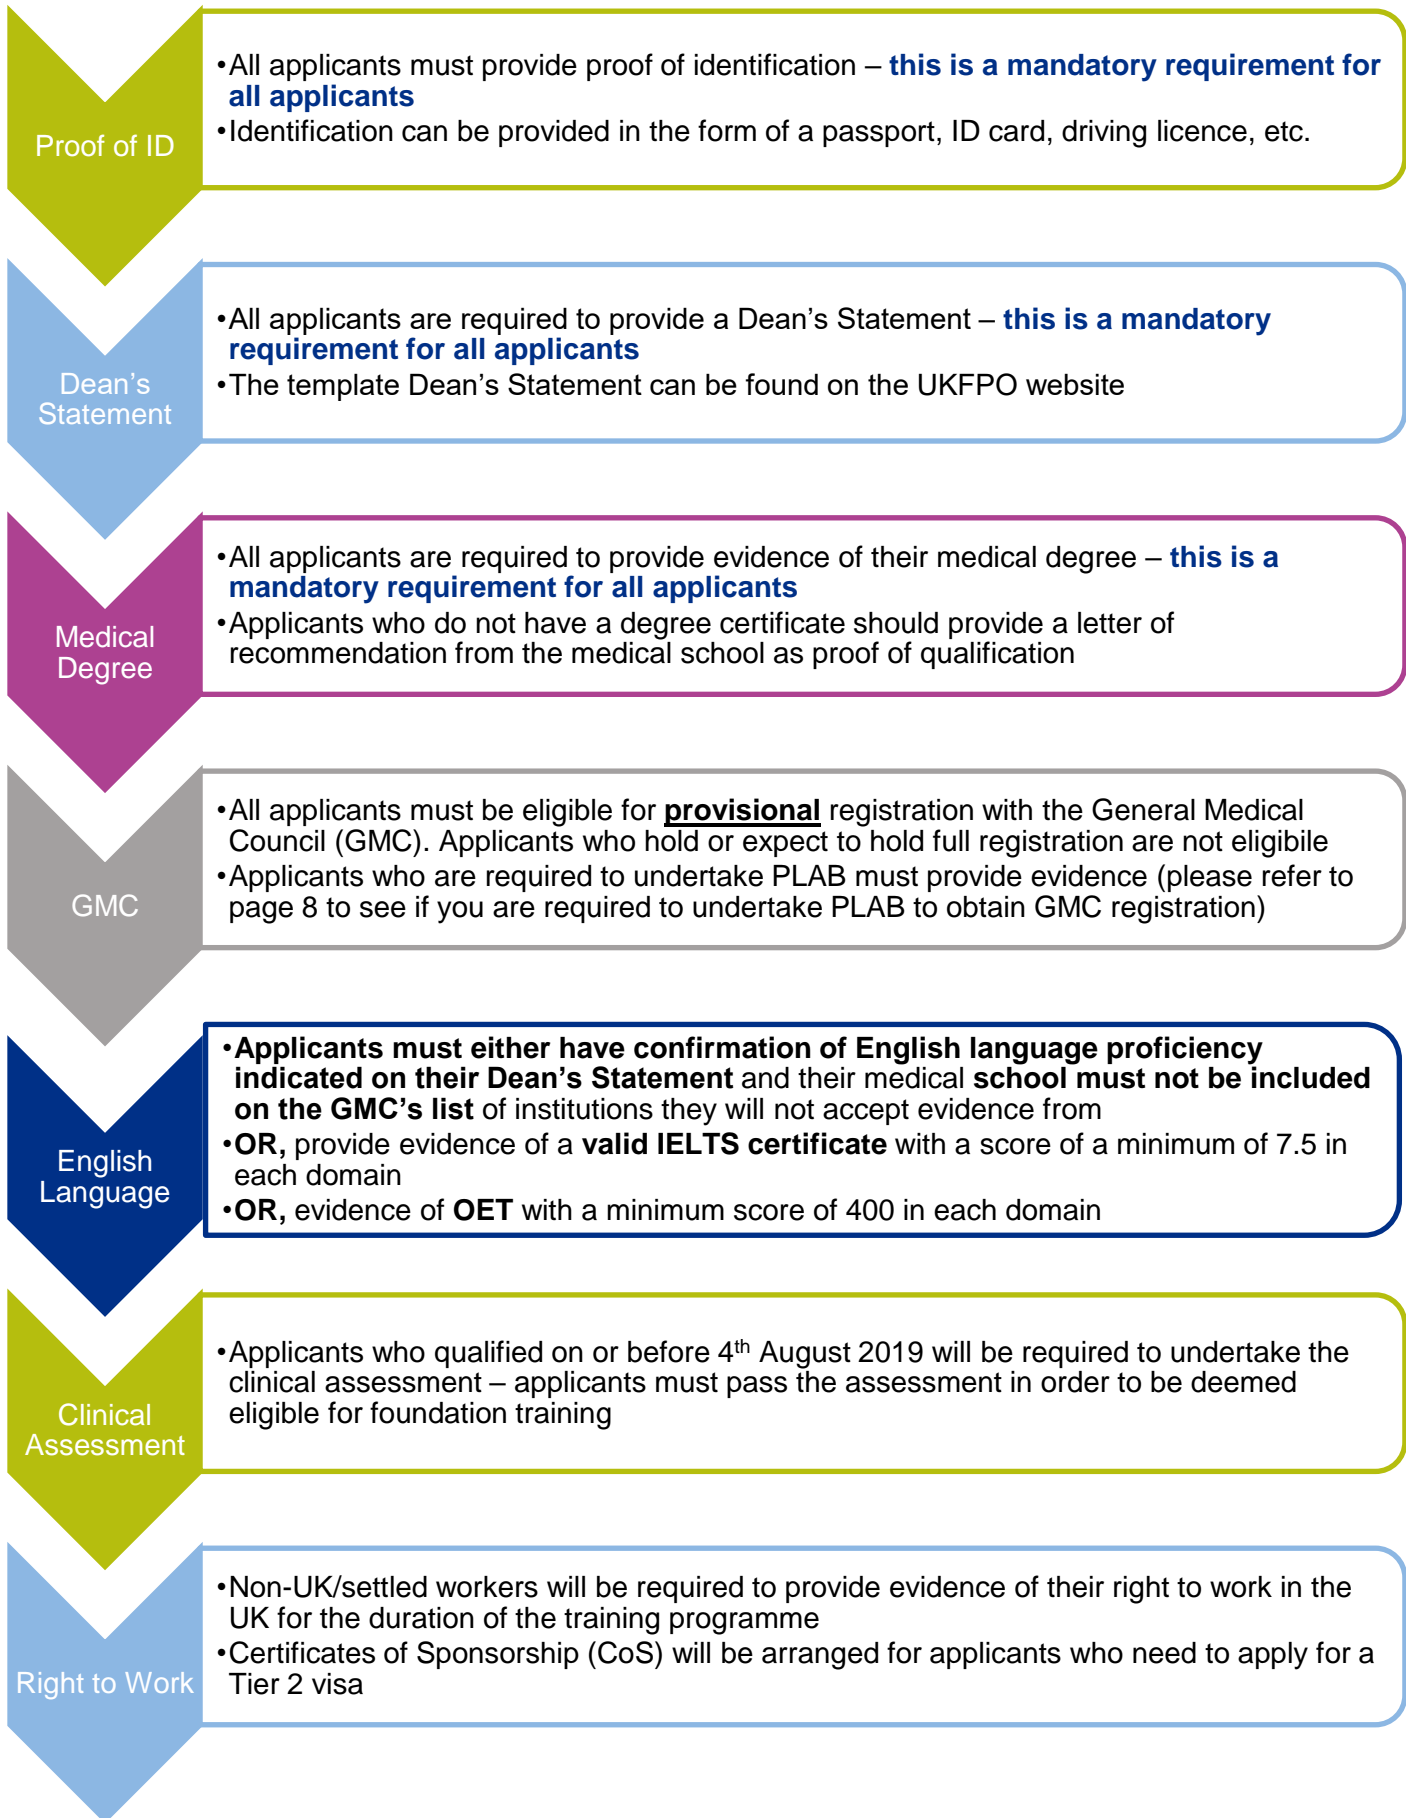 Proof of ID
•All applicants must provide proof of identification – this is a mandatory requirement for
all applicants
•Identification can be provided in the form of a passport, ID card, driving licence, etc.
Dean’s
Statement
•All applicants are required to provide a Dean’s Statement – this is a mandatory
requirement for all applicants
•The template Dean’s Statement can be found on the UKFPO website
Medical
Degree
•All applicants are required to provide evidence of their medical degree – this is a
mandatory requirement for all applicants
•Applicants who do not have a degree certificate should provide a letter of
recommendation from the medical school as proof of qualification
GMC
•All applicants must be eligible for provisional registration with the General Medical
Council (GMC). Applicants who hold or expect to hold full registration are not eligibile
•Applicants who are required to undertake PLAB must provide evidence (please refer to
page 8 to see if you are required to undertake PLAB to obtain GMC registration)
English
Language
•Applicants must either have confirmation of English language proficiency
indicated on their Dean’s Statement and their medical school must not be included
on the GMC’s list of institutions they will not accept evidence from
•OR, provide evidence of a valid IELTS certificate with a score of a minimum of 7.5 in
each domain
•OR, evidence of OET with a minimum score of 400 in each domain
Clinical
Assessment
•Applicants who qualified on or before 4th August 2019 will be required to undertake the
clinical assessment – applicants must pass the assessment in order to be deemed
eligible for foundation training
Right to Work
•Non-UK/settled workers will be required to provide evidence of their right to work in the
UK for the duration of the training programme
•Certificates of Sponsorship (CoS) will be arranged for applicants who need to apply for a
Tier 2 visa